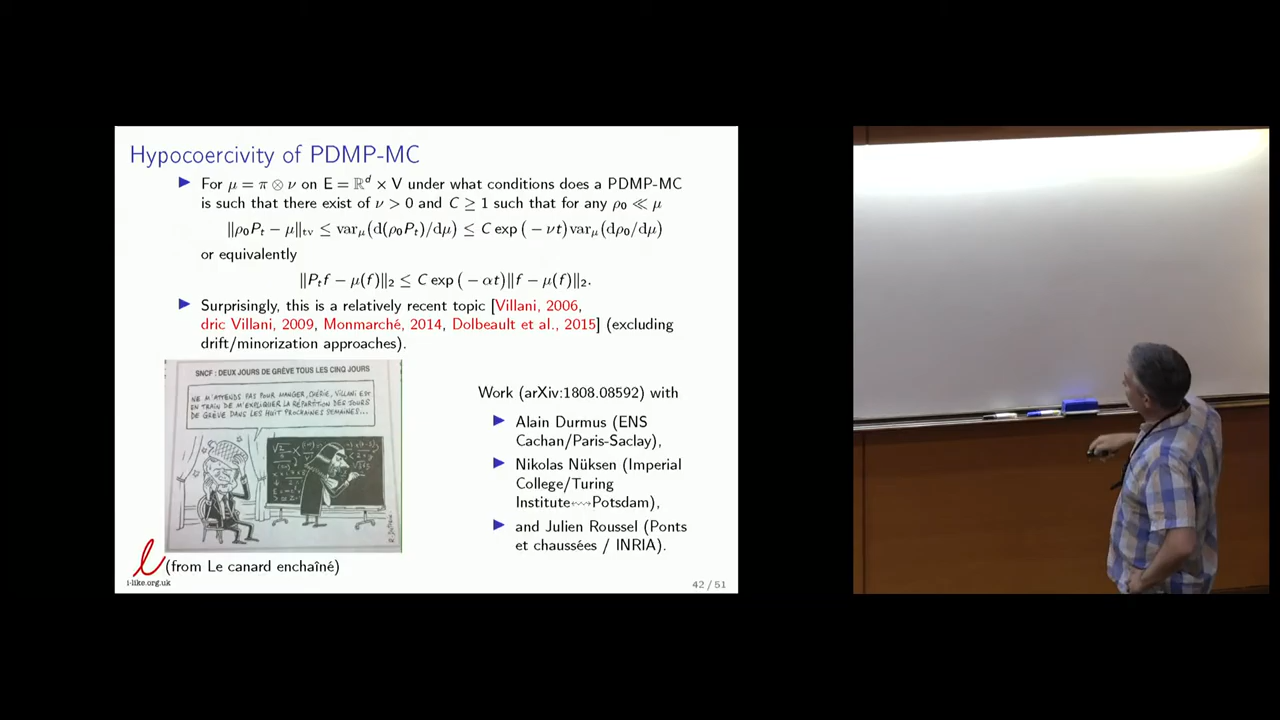 Hypocoercivity of PDMP-MC
▶ For μ = π ⊗ ν on E = ℝᵈ × V under what conditions does a PDMP-MC
is such that there exist of ν > 0 and C ≥ 1 such that for any ρ₀ ≪ μ
‖ρ₀Pₜ − μ‖ₜᵥ ≤ var_μ(d(ρ₀Pₜ)/dμ) ≤ C exp(−νt)var_μ(dρ₀/dμ)
or equivalently
‖Pₜf − μ(f)‖₂ ≤ C exp(−αt)‖f − μ(f)‖₂.
▶ Surprisingly, this is a relatively recent topic [Villani, 2006,
dric Villani, 2009, Monmarché, 2014, Dolbeault et al., 2015] (excluding
drift/minorization approaches).
SNCF : DEUX JOURS DE GRÈVE TOUS LES CINQ JOURS
NE M'ATTENDS PAS POUR MANGER, CHÉRIE, VILLANI EST
EN TRAIN DE M'EXPLIQUER LA RÉPARTITION DES JOURS
DE GRÈVE DANS LES HUIT PROCHAINES SEMAINES...
(from Le canard enchaîné)
Work (arXiv:1808.08592) with
▶ Alain Durmus (ENS
Cachan/Paris-Saclay),
▶ Nikolas Nüksen (Imperial
College/Turing
Institute⇝Potsdam),
▶ and Julien Roussel (Ponts
et chaussées / INRIA).
i-like.org.uk
42 / 51